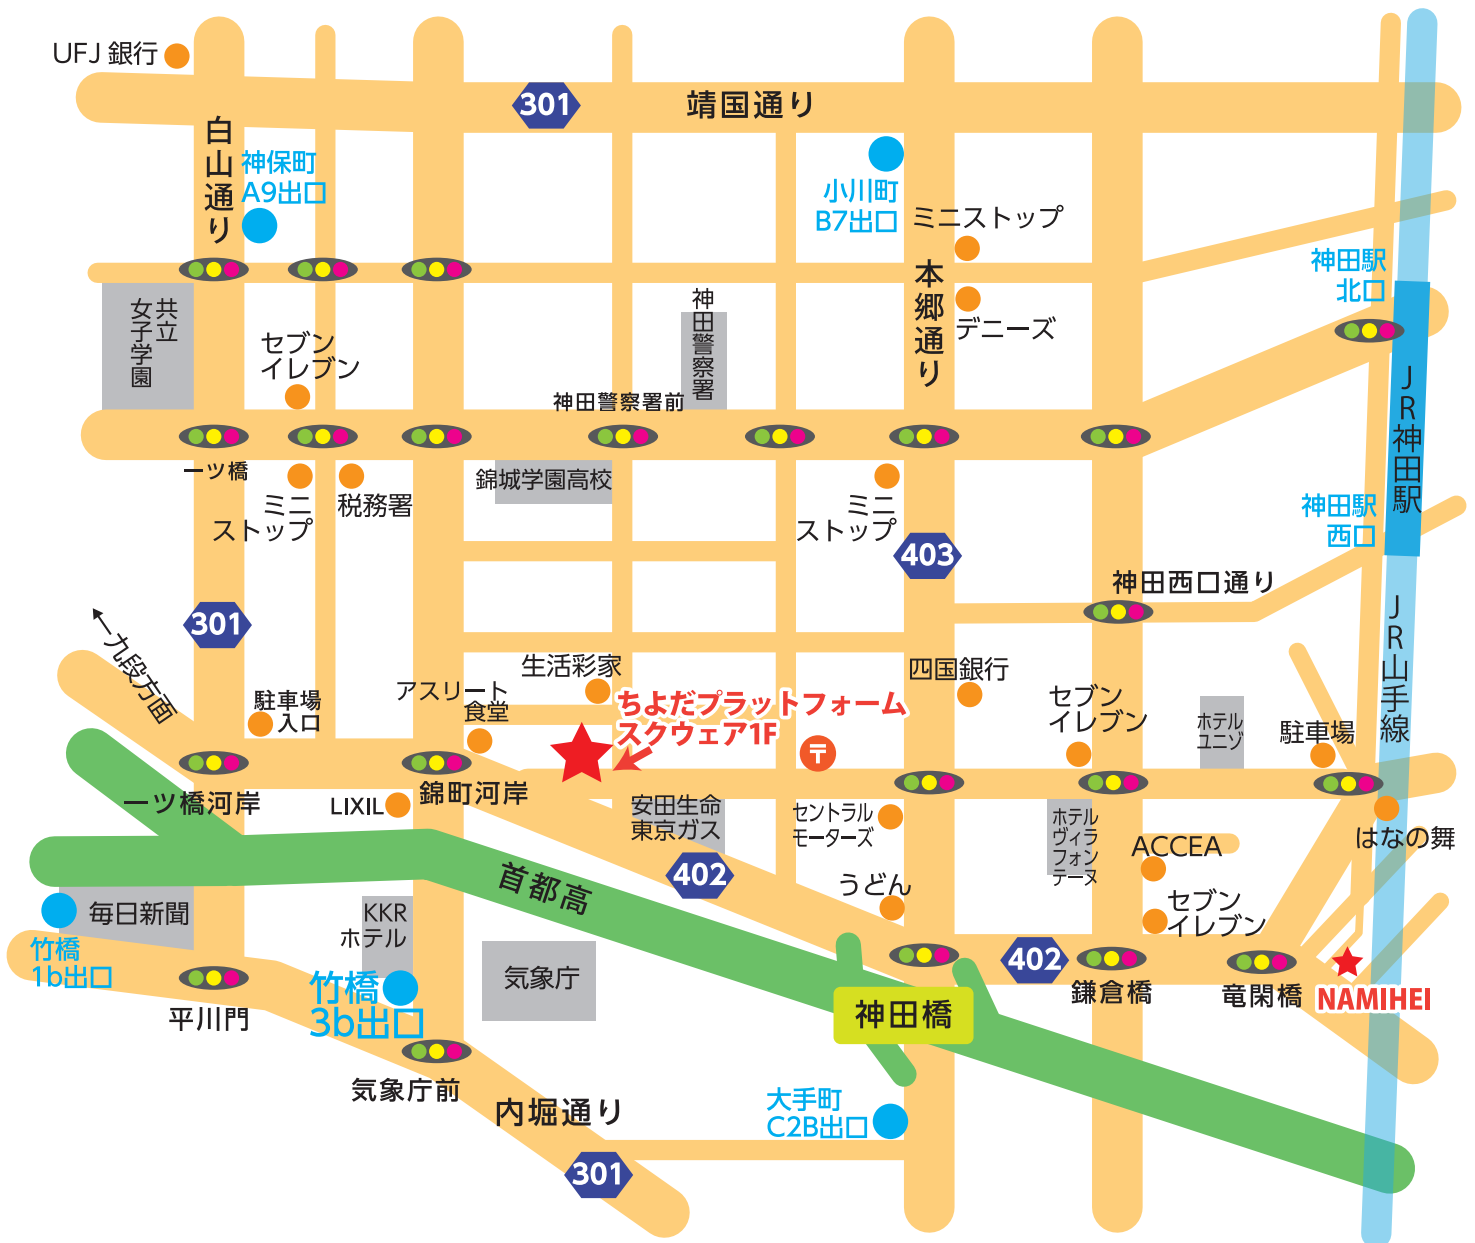 UFJ 銀行
301
靖国通り
白山通り
神保町
A9出口
小川町
B7出口
ミニストップ
神田駅
北口
本郷通り
デニーズ
共立
女子学園
セブン
イレブン
神田警察署
神田警察署前
JR神田駅
一ツ橋
ミニ
ストップ
税務署
錦城学園高校
ミニ
ストップ
神田駅
西口
403
神田西口通り
301
←九段方面
JR山手線
生活彩家
四国銀行
アスリート
食堂
駐車場
入口
ちよだプラットフォーム
スクウェア1F
〒
セブン
イレブン
ホテル
ユニゾ
駐車場
一ツ橋河岸
LIXIL
錦町河岸
安田生命
東京ガス
セントラル
モーターズ
ホテル
ヴィラ
フォン
テーヌ
ACCEA
はなの舞
402
首都高
うどん
セブン
イレブン
毎日新聞
KKR
ホテル
竹橋
1b出口
気象庁
402
平川門
竹橋
3b出口
神田橋
鎌倉橋
竜閑橋
NAMIHEI
気象庁前
内堀通り
大手町
C2B出口
301